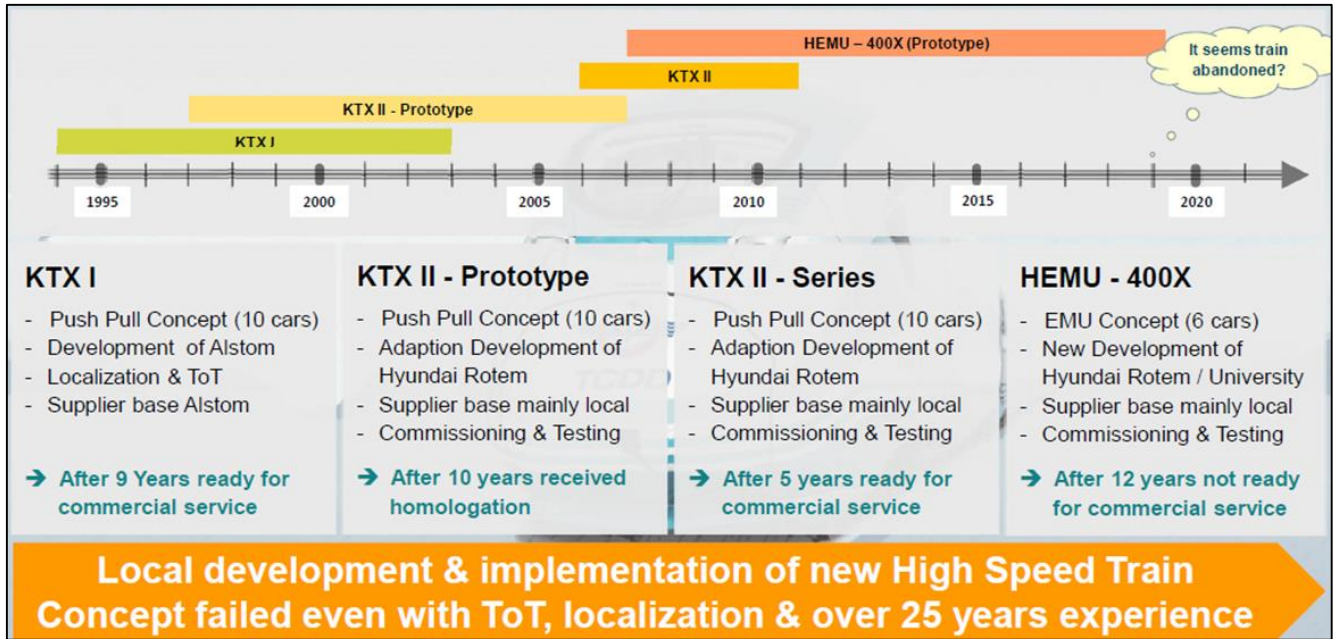 HEMU – 400X (Prototype)
It seems train
abandoned?
KTX II
KTX II - Prototype
KTX I
1995
2000
2005
2010
2015
2020
KTX I
- Push Pull Concept (10 cars)
- Development of Alstom
- Localization & ToT
- Supplier base Alstom
→ After 9 Years ready for
commercial service
KTX II - Prototype
- Push Pull Concept (10 cars)
- Adaption Development of
Hyundai Rotem
- Supplier base mainly local
- Commissioning & Testing
→ After 10 years received
homologation
KTX II - Series
- Push Pull Concept (10 cars)
- Adaption Development of
Hyundai Rotem
- Supplier base mainly local
- Commissioning & Testing
→ After 5 years ready for
commercial service
HEMU - 400X
- EMU Concept (6 cars)
- New Development of
Hyundai Rotem / University
- Supplier base mainly local
- Commissioning & Testing
→ After 12 years not ready
for commercial service
TCDD
Local development & implementation of new High Speed Train
Concept failed even with ToT, localization & over 25 years experience